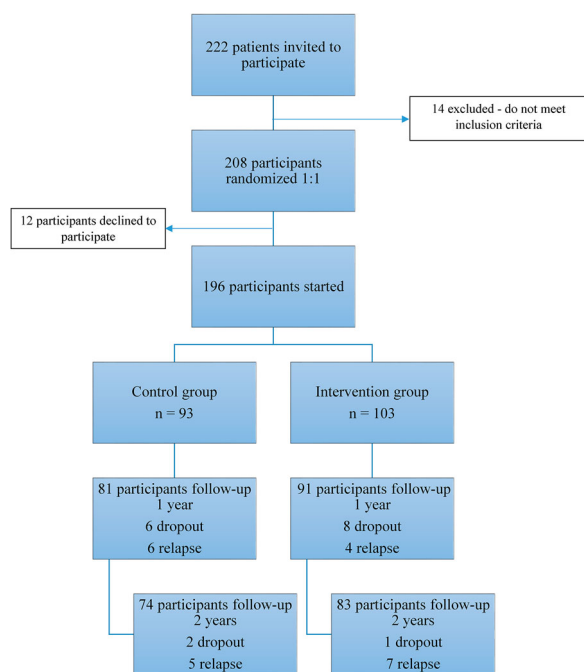 222 patients invited to
participate
14 excluded - do not meet
inclusion criteria
208 participants
randomized 1:1
12 participants declined to
participate
196 participants started
Control group
n = 93
Intervention group
n = 103
81 participants follow-up
1 year
6 dropout
6 relapse
91 participants follow-up
1 year
8 dropout
4 relapse
74 participants follow-up
2 years
2 dropout
5 relapse
83 participants follow-up
2 years
1 dropout
7 relapse